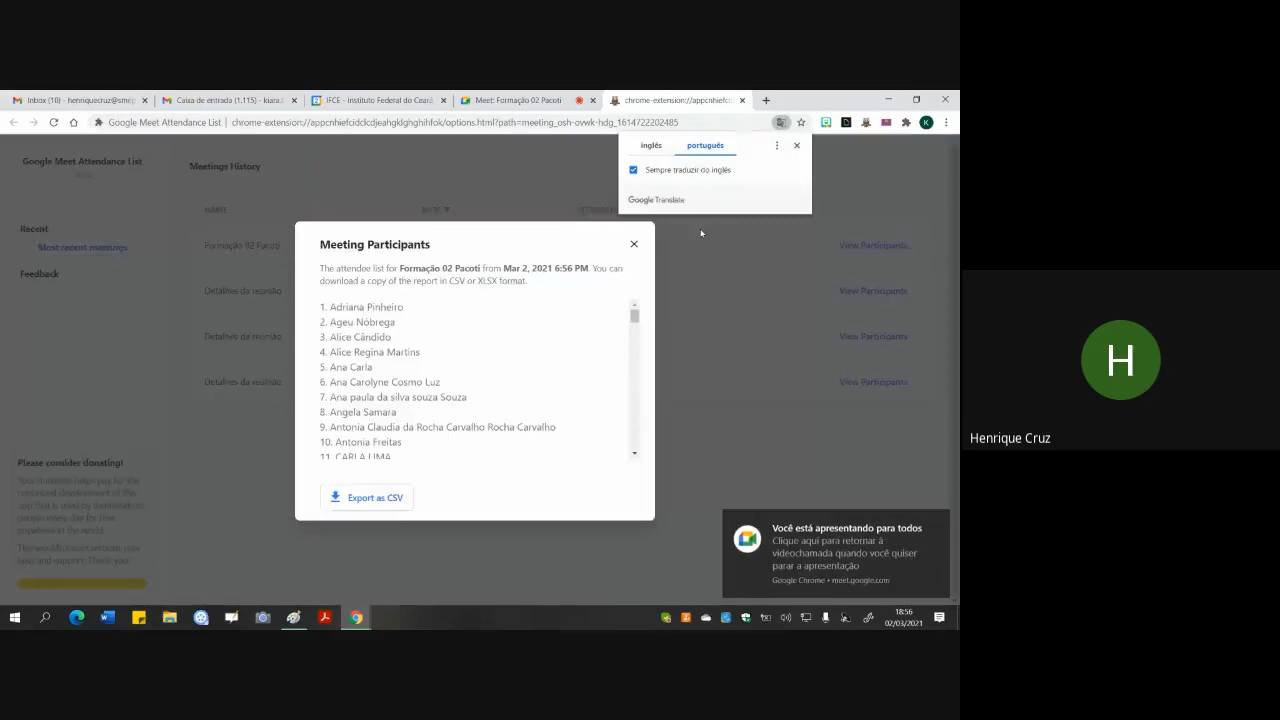 Inbox (10) - henriquecruz@smep
Caixa de entrada (1.115) - kiara.l
IFCE - Instituto Federal do Ceará
Meet: Formação 02 Pacoti
chrome-extension://appcnhiefcid
Google Meet Attendance List | chrome-extension://appcnhiefcidclcdjeahgklghghihfok/options.html?path=meeting_osh-ovwk-hdg_1614722202485
inglês
português
Sempre traduzir do inglês
Google Translate
Google Meet Attendance List
Meetings History
NAME
Recent
Most recent meetings
Feedback
Formação 02 Pacoti
View Participants
Detalhes da reunião
View Participants
Detalhes da reunião
View Participants
Detalhes da reunião
View Participants
Meeting Participants
The attendee list for Formação 02 Pacoti from Mar 2, 2021 6:56 PM. You can
download a copy of the report in CSV or XLSX format.
1. Adriana Pinheiro
2. Ageu Nóbrega
3. Alice Cândido
4. Alice Regina Martins
5. Ana Carla
6. Ana Carolyne Cosmo Luz
7. Ana paula da silva souza Souza
8. Angela Samara
9. Antonia Claudia da Rocha Carvalho Rocha Carvalho
10. Antonia Freitas
11. CARLA LIMA
Export as CSV
Please consider donating!
Você está apresentando para todos
Clique aqui para retornar à
videochamada quando você quiser
parar a apresentação
Google Chrome • meet.google.com
18:56
02/03/2021
H
Henrique Cruz